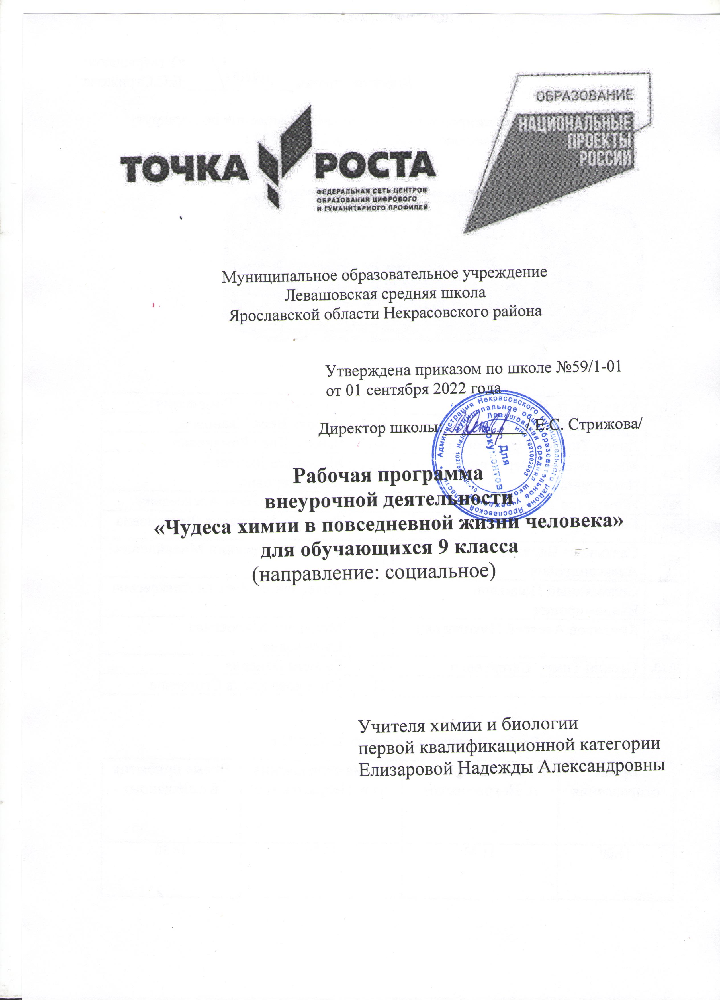 ТОЧКА РОСТА
ФЕДЕРАЛЬНАЯ СЕТЬ ЦЕНТРОВ
ОБРАЗОВАНИЯ ЦИФРОВОГО
И ГУМАНИТАРНОГО ПРОФИЛЕЙ
ОБРАЗОВАНИЕ
НАЦИОНАЛЬНЫЕ
ПРОЕКТЫ
РОССИИ
Муниципальное образовательное учреждение
Левашовская средняя школа
Ярославской области Некрасовского района
Утверждена приказом по школе №59/1-01
от 01 сентября 2022 года
Директор школы: / Е.С. Стрижова/
Администрация Некрасовского муниципального района Ярославской области
Муниципальное общеобразовательное учреждение
Левашовская средняя школа
ИНН 7621002003
ОГРН
Для
документов
Рабочая программа
внеурочной деятельности
«Чудеса химии в повседневной жизни человека»
для обучающихся 9 класса
(направление: социальное)
Учителя химии и биологии
первой квалификационной категории
Елизаровой Надежды Александровны